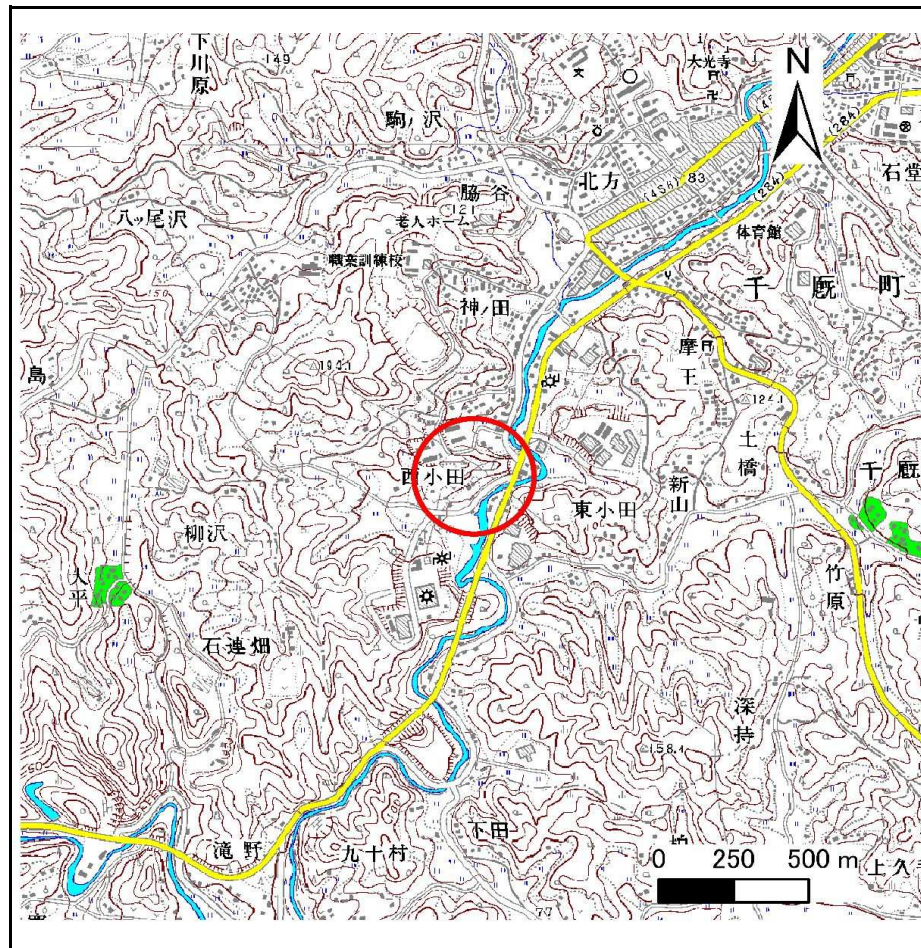 下川原
149
大光寺
N
駒ノ沢
(456)
(284)
83
(284)
石堂
脇谷
北方
121
老人ホーム
八ッ尾沢
体育館
職業訓練校
千厩町
神ノ田
摩王
島
△124.1
土橋
西小田
千厩
新山
東小田
柳沢
大平
竹原
石連畑
深持
△158.4
下田
滝野
九十村
0 250 500 m
上久
77